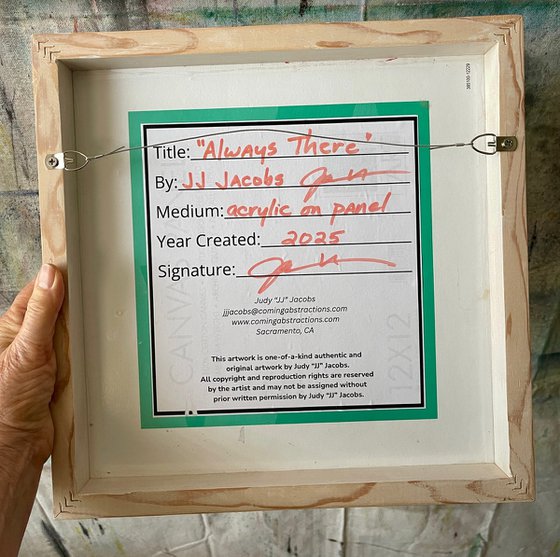 Title: "Always There"
By: JJ Jacobs
Medium: acrylic on panel
Year Created: 2025
Signature:
Judy "JJ" Jacobs
jjjacobs@comingabstractions.com
www.comingabstractions.com
Sacramento, CA
This artwork is one-of-a-kind authentic and
original artwork by Judy "JJ" Jacobs.
All copyright and reproduction rights are reserved
by the artist and may not be assigned without
prior written permission by Judy "JJ" Jacobs.
CANVAS
12X12